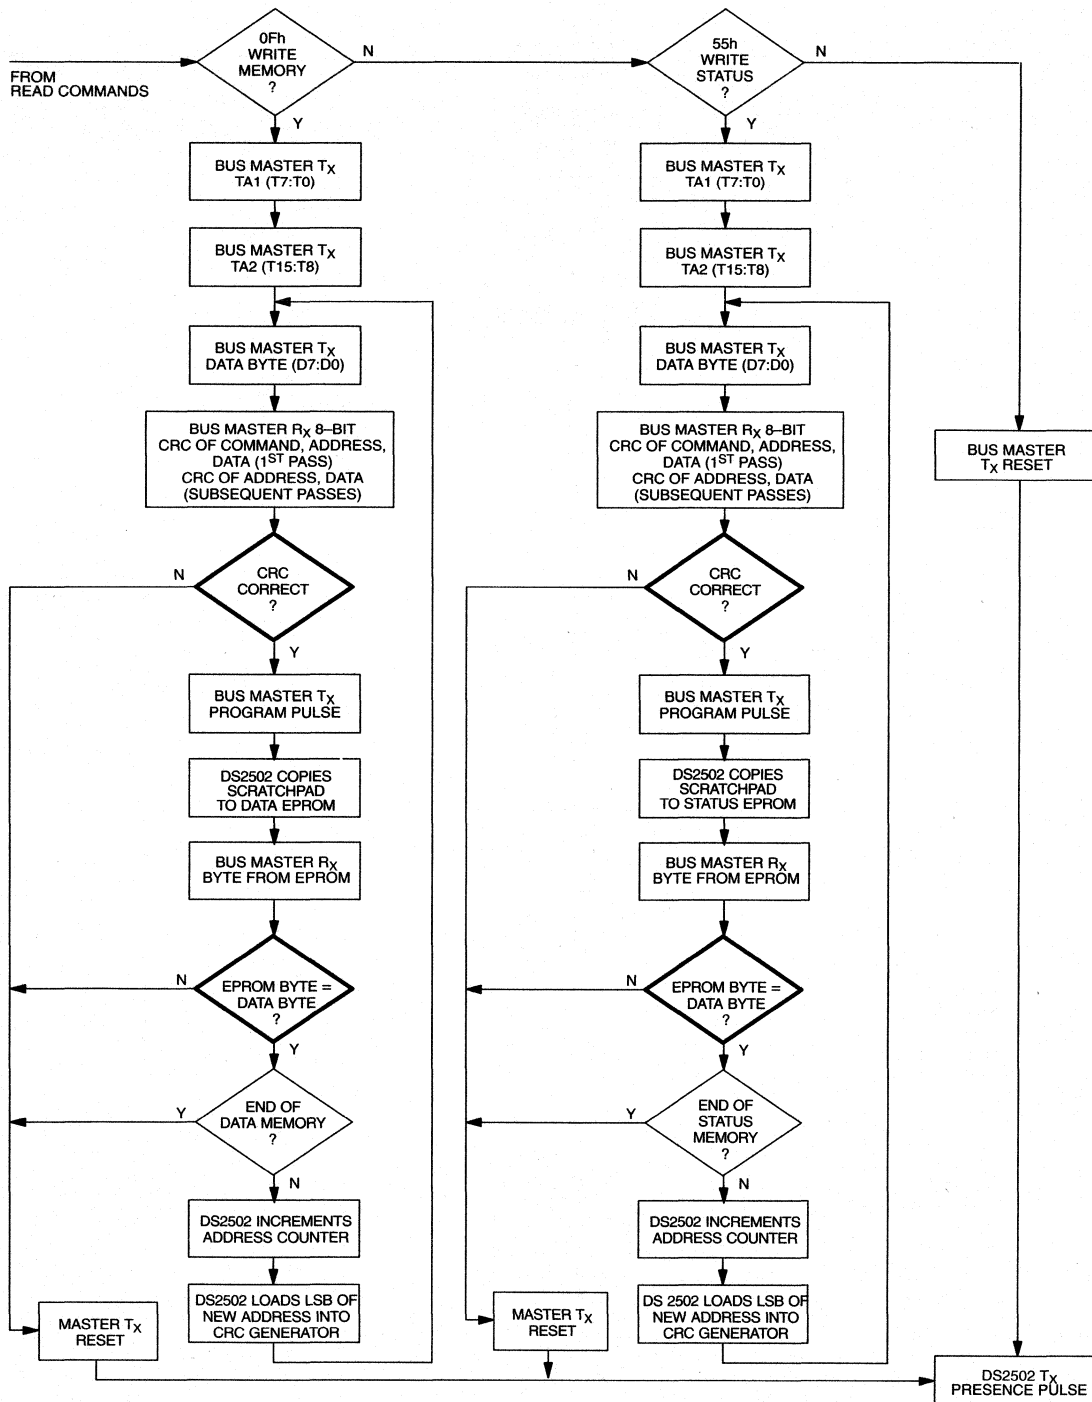 FROM
READ COMMANDS
0Fh
WRITE
MEMORY
?
N
Y
BUS MASTER TX
TA1 (T7:T0)
BUS MASTER TX
TA2 (T15:T8)
BUS MASTER TX
DATA BYTE (D7:D0)
BUS MASTER RX 8–BIT
CRC OF COMMAND, ADDRESS,
DATA (1ST PASS)
CRC OF ADDRESS, DATA
(SUBSEQUENT PASSES)
CRC
CORRECT
?
N
Y
BUS MASTER TX
PROGRAM PULSE
DS2502 COPIES
SCRATCHPAD
TO DATA EPROM
BUS MASTER RX
BYTE FROM EPROM
EPROM BYTE =
DATA BYTE
?
N
Y
END OF
DATA MEMORY
?
Y
N
DS2502 INCREMENTS
ADDRESS COUNTER
DS2502 LOADS LSB OF
NEW ADDRESS INTO
CRC GENERATOR
MASTER TX
RESET
55h
WRITE
STATUS
?
N
Y
BUS MASTER TX
TA1 (T7:T0)
BUS MASTER TX
TA2 (T15:T8)
BUS MASTER TX
DATA BYTE (D7:D0)
BUS MASTER RX 8–BIT
CRC OF COMMAND, ADDRESS,
DATA (1ST PASS)
CRC OF ADDRESS, DATA
(SUBSEQUENT PASSES)
CRC
CORRECT
?
N
Y
BUS MASTER TX
PROGRAM PULSE
DS2502 COPIES
SCRATCHPAD
TO STATUS EPROM
BUS MASTER RX
BYTE FROM EPROM
EPROM BYTE =
DATA BYTE
?
N
Y
END OF
STATUS
MEMORY
?
Y
N
DS2502 INCREMENTS
ADDRESS COUNTER
DS 2502 LOADS LSB OF
NEW ADDRESS INTO
CRC GENERATOR
MASTER TX
RESET
BUS MASTER
TX RESET
DS2502 TX
PRESENCE PULSE